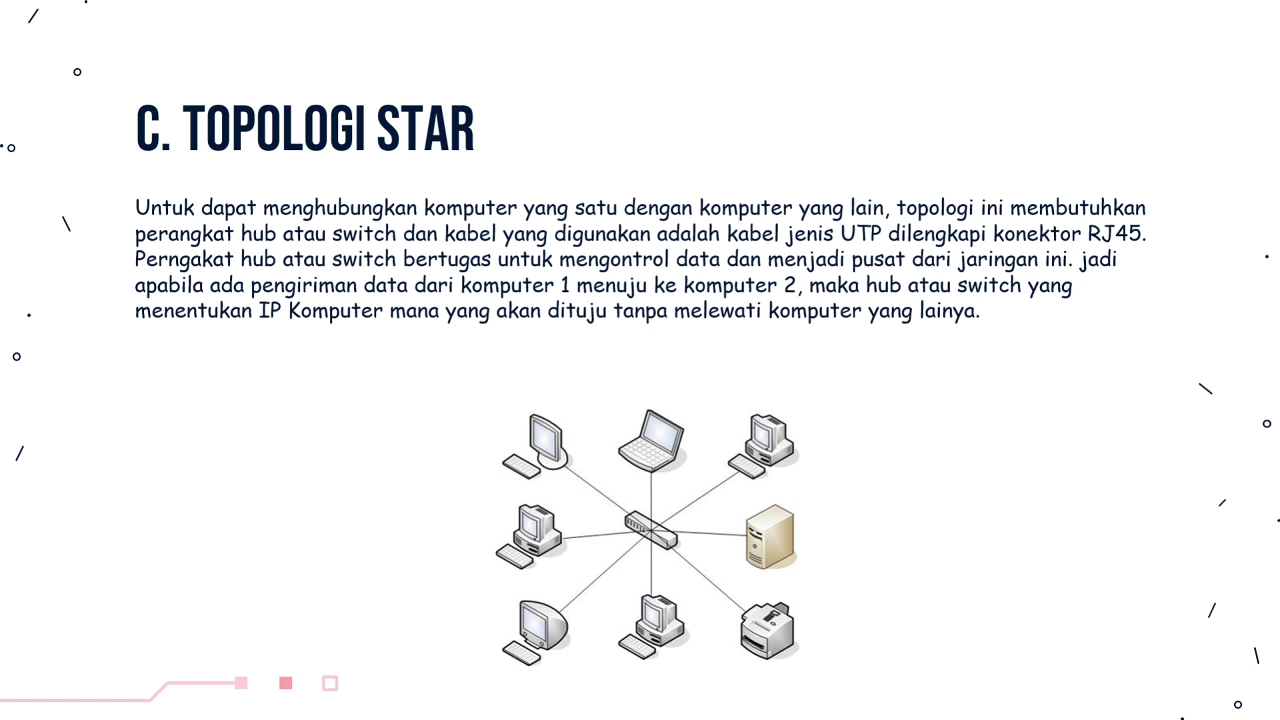 C. TOPOLOGI STAR
Untuk dapat menghubungkan komputer yang satu dengan komputer yang lain, topologi ini membutuhkan
perangkat hub atau switch dan kabel yang digunakan adalah kabel jenis UTP dilengkapi konektor RJ45.
Perngakat hub atau switch bertugas untuk mengontrol data dan menjadi pusat dari jaringan ini. jadi
apabila ada pengiriman data dari komputer 1 menuju ke komputer 2, maka hub atau switch yang
menentukan IP Komputer mana yang akan dituju tanpa melewati komputer yang lainya.